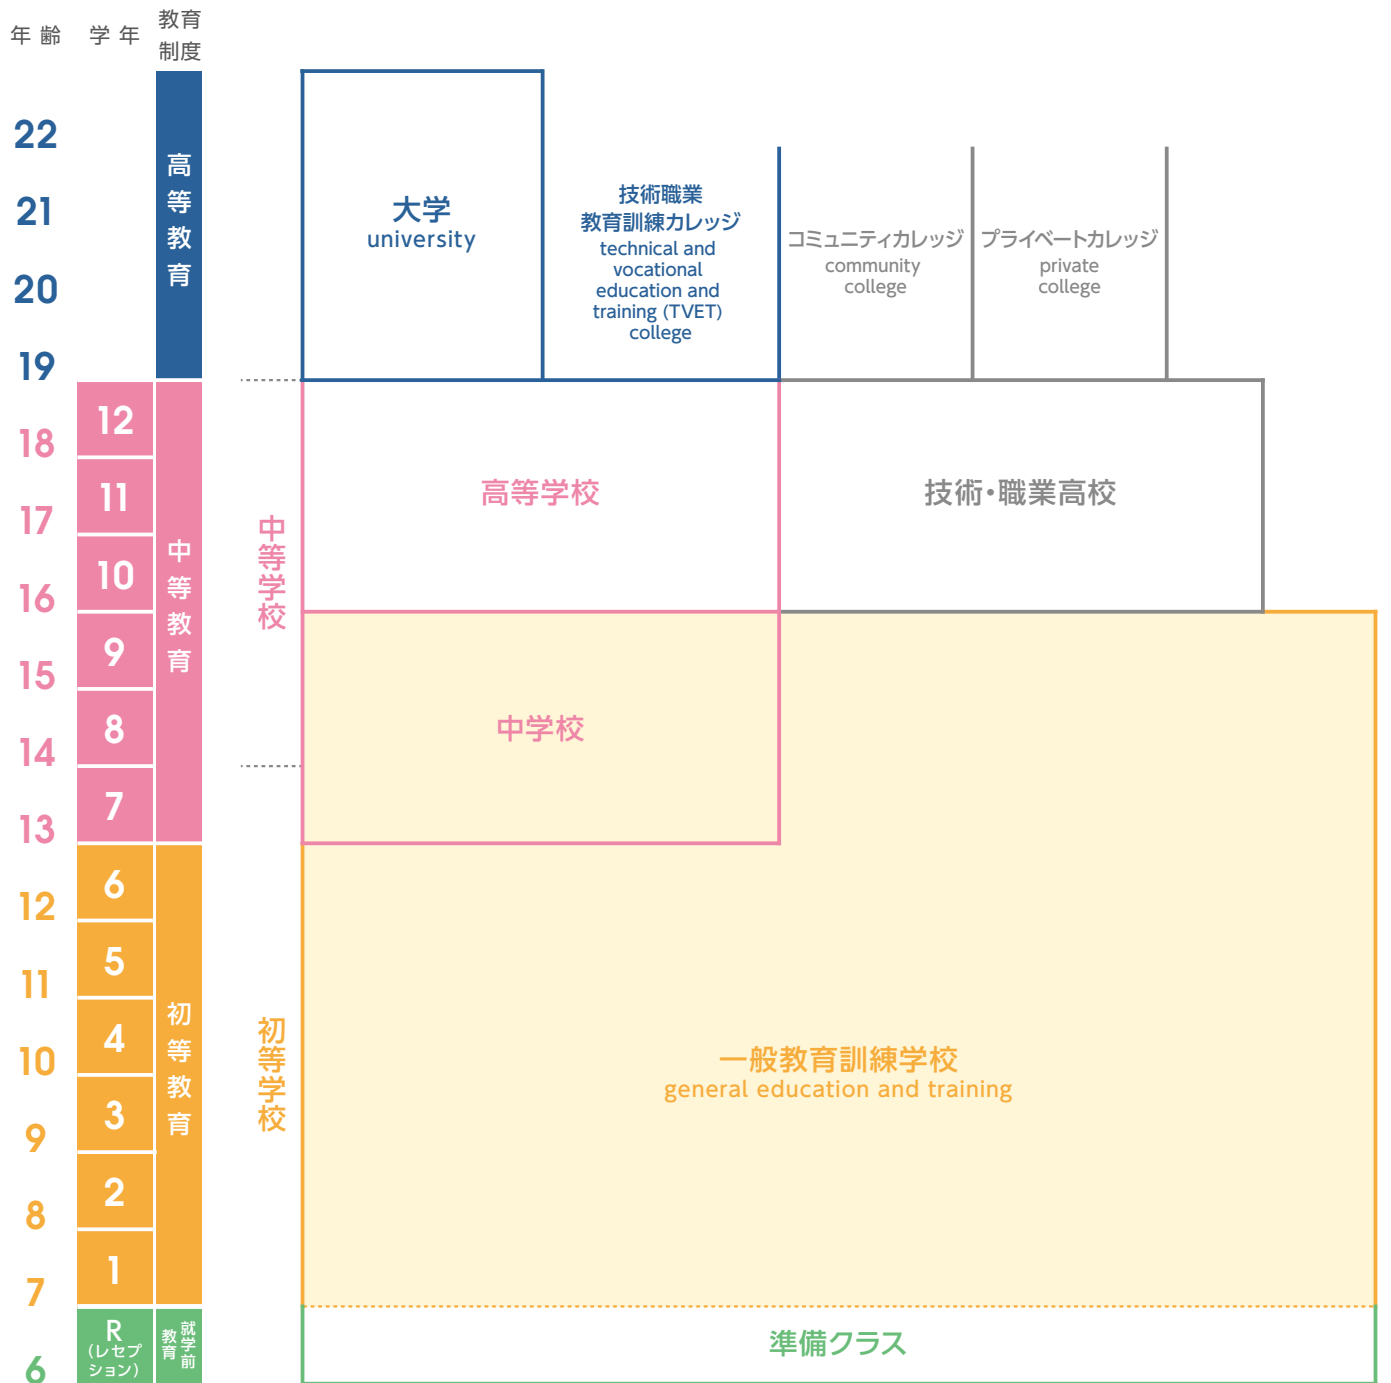 年齢
学年
教育
制度
22
21
20
19
18
17
16
15
14
13
12
11
10
9
8
7
6
12
11
10
9
8
7
6
5
4
3
2
1
R
(レセプ
ション)
高等教育
中等教育
初等教育
就学前
教育
中等学校
初等学校
大学
university
技術職業
教育訓練カレッジ
technical and
vocational
education and
training (TVET)
college
コミュニティカレッジ
community
college
プライベートカレッジ
private
college
高等学校
技術・職業高校
中学校
一般教育訓練学校
general education and training
準備クラス